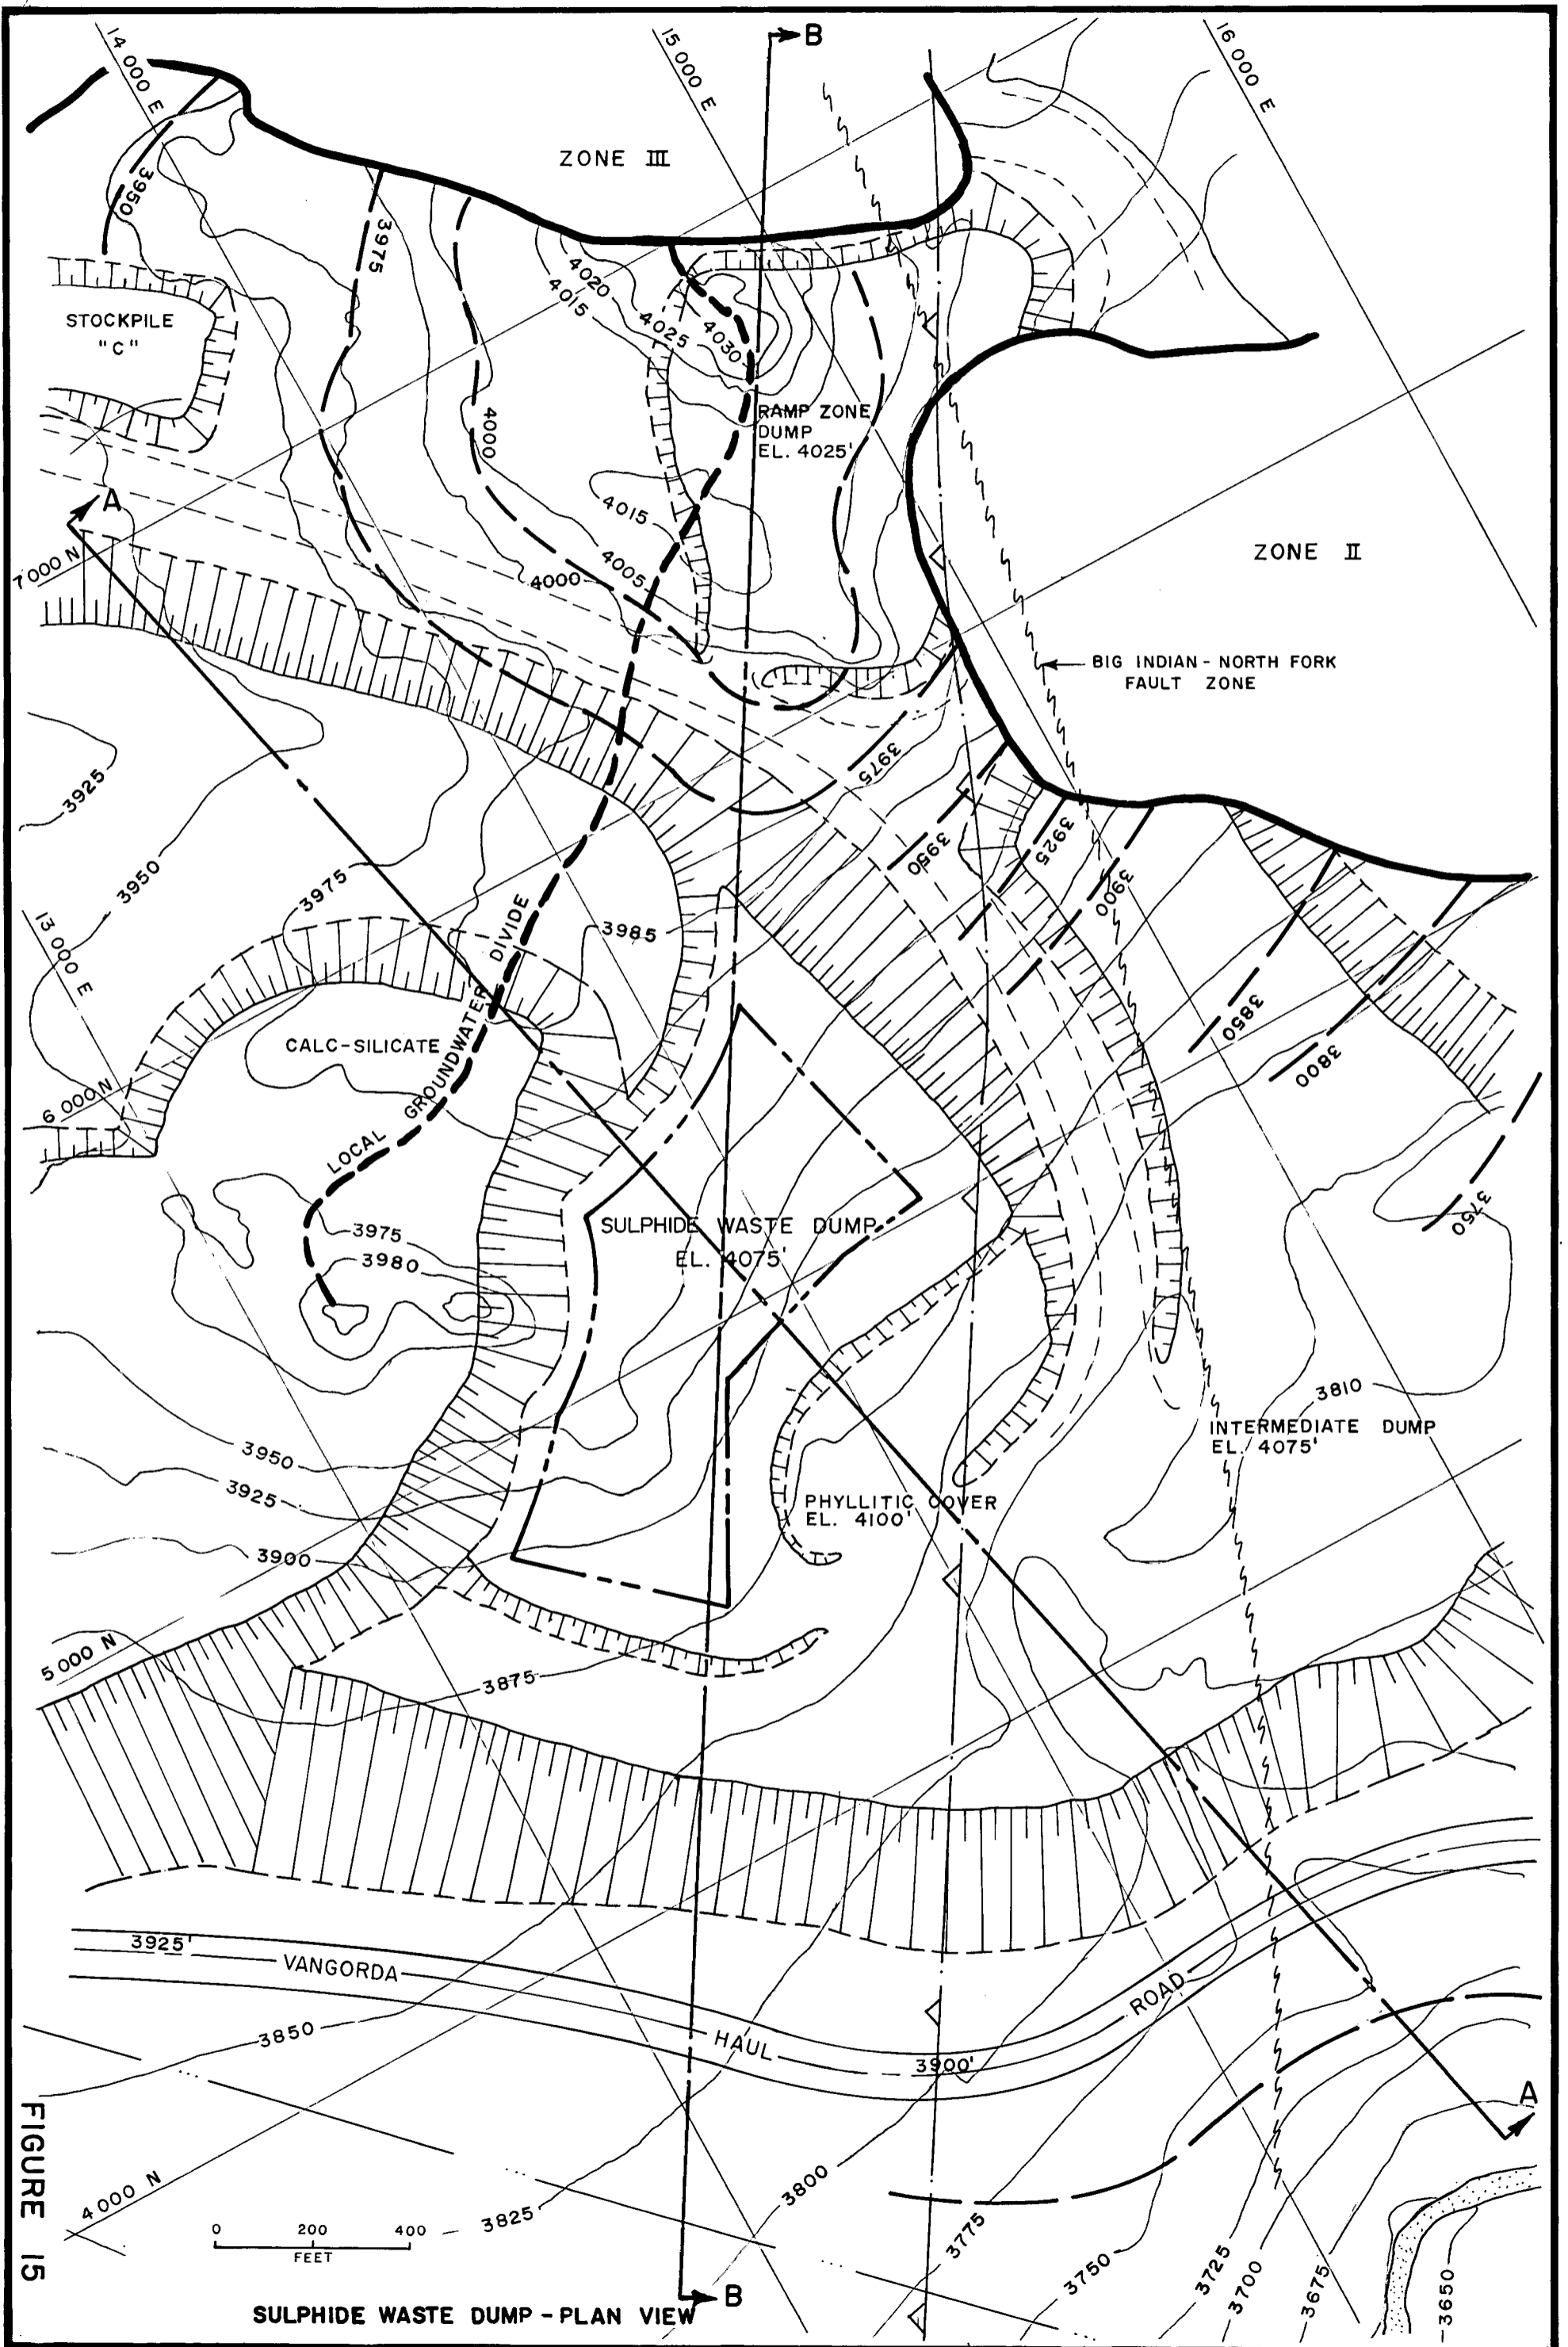 14 000 E
15 000 E
B
16 000 E
ZONE III
3950
3975
4020
4015
4025
4030
STOCKPILE
"C"
RAMP ZONE
DUMP
EL. 4025'
4000
4015
A
7 000 N
4005
4000
ZONE II
BIG INDIAN - NORTH FORK
FAULT ZONE
3975
3925
3950
3950
3925
3900
3975
13 000 E
3985
LOCAL GROUNDWATER DIVIDE
CALC-SILICATE
3850
3800
6 000 N
3750
3975
3980
SULPHIDE WASTE DUMP
EL. 4075'
3810
INTERMEDIATE DUMP
EL. 4075'
3950
3925
3900
PHYLLITIC COVER
EL. 4100'
5 000 N
3875
3925'
VANGORDA
HAUL
ROAD
3900'
3850
A
4 000 N
3825
3800
3775
3750
3725
3700
3675
3650
0 200 400
FEET
B
SULPHIDE WASTE DUMP - PLAN VIEW
FIGURE 15